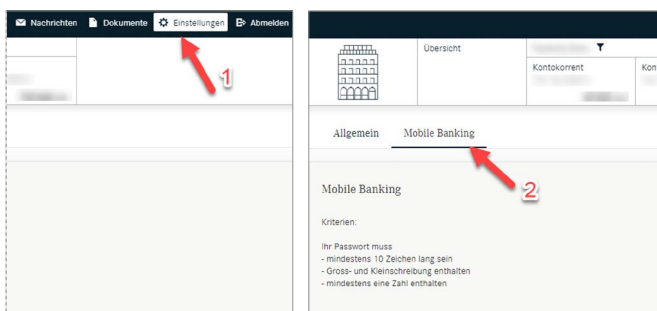 Nachrichten Dokumente Einstellungen Abmelden
1
Übersicht
Kontokorrent
Kon
Allgemein Mobile Banking
2
Mobile Banking
Kriterien:
Ihr Passwort muss
- mindestens 10 Zeichen lang sein
- Gross- und Kleinschreibung enthalten
- mindestens eine Zahl enthalten